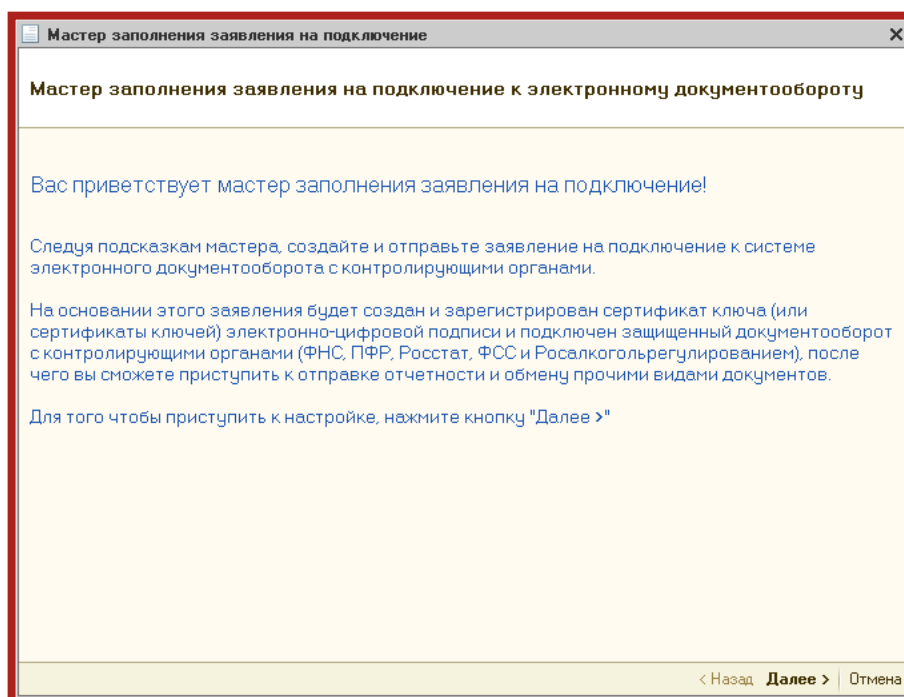 Мастер заполнения заявления на подключение
Мастер заполнения заявления на подключение к электронному документообороту
Вас приветствует мастер заполнения заявления на подключение!
Следуя подсказкам мастера, создайте и отправьте заявление на подключение к системе
электронного документооборота с контролирующими органами.
На основании этого заявления будет создан и зарегистрирован сертификат ключа (или
сертификаты ключей) электронно-цифровой подписи и подключен защищенный документооборот
с контролирующими органами (ФНС, ПФР, Росстат, ФСС и Росалкогольрегулированием), после
чего вы сможете приступить к отправке отчетности и обмену прочими видами документов.
Для того чтобы приступить к настройке, нажмите кнопку "Далее >"
< Назад Далее > Отмена